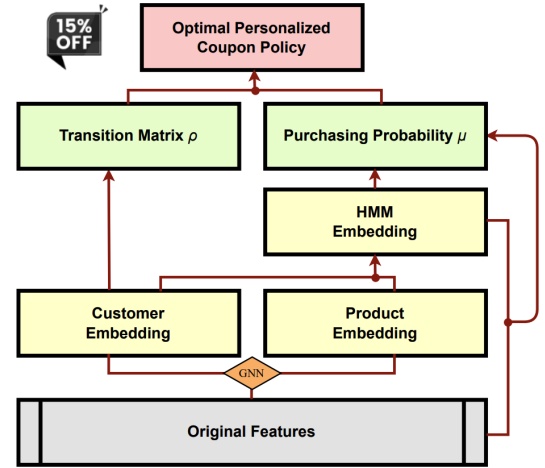 15%
OFF
Optimal Personalized
Coupon Policy
Transition Matrix ρ
Purchasing Probability μ
HMM
Embedding
Customer
Embedding
Product
Embedding
GNN
Original Features